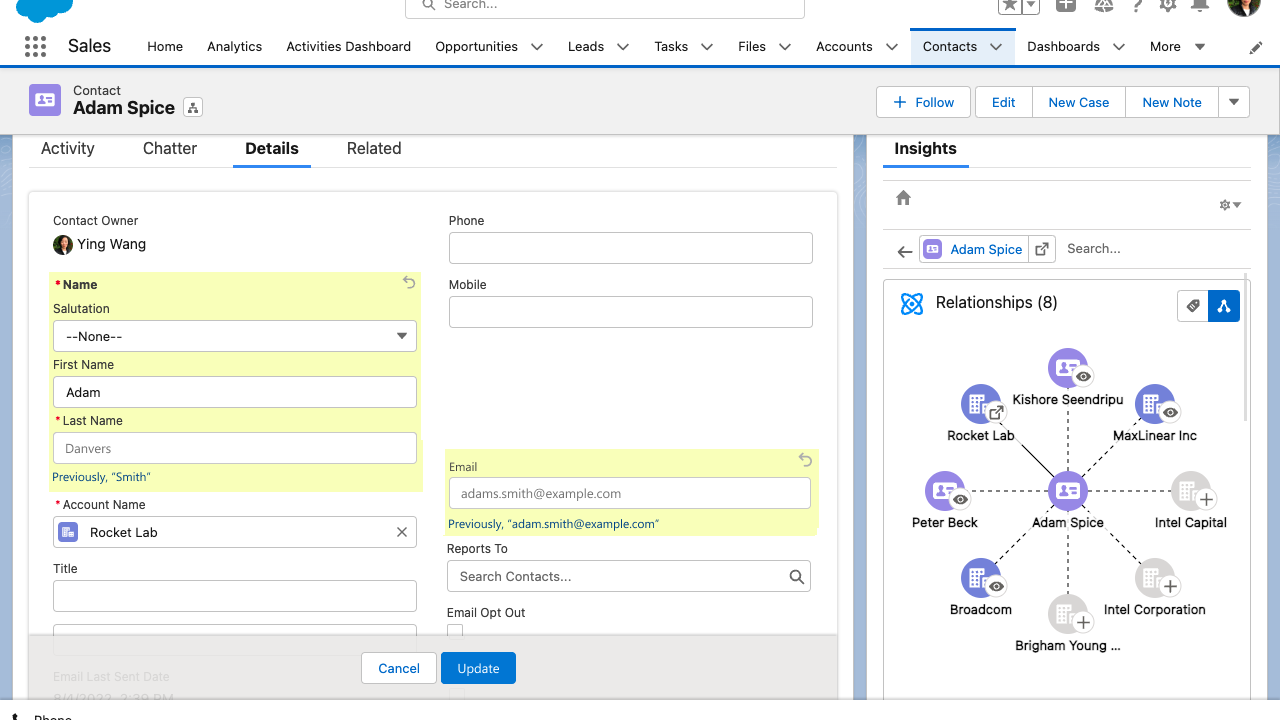 Search...
Sales
Home
Analytics
Activities Dashboard
Opportunities
Leads
Tasks
Files
Accounts
Contacts
Dashboards
More
Contact
Adam Spice
Follow
Edit
New Case
New Note
Activity
Chatter
Details
Related
Contact Owner
Ying Wang
*Name
Salutation
--None--
First Name
Adam
*Last Name
Danvers
Previously, "Smith"
*Account Name
Rocket Lab
Title
Email Last Sent Date
8/4/2022, 2:39 PM
Phone
Mobile
Email
adams.smith@example.com
Previously, "adam.smith@example.com"
Reports To
Search Contacts...
Email Opt Out
Cancel
Update
Insights
Adam Spice
Search...
Relationships (8)
Kishore Seendripu
Rocket Lab
MaxLinear Inc
Peter Beck
Adam Spice
Intel Capital
Broadcom
Intel Corporation
Brigham Young ...
Phone